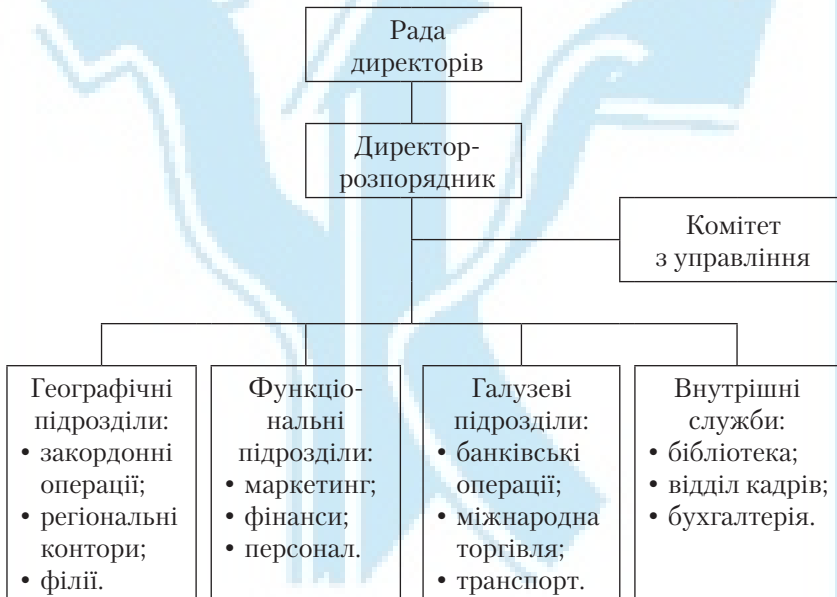 Рада
директорів
Директор-
розпорядник
Комітет
з управління
Географічні
підрозділи:
• закордонні
операції;
• регіональні
контори;
• філії.
Функціо-
нальні
підрозділи:
• маркетинг;
• фінанси;
• персонал.
Галузеві
підрозділи:
• банківські
операції;
• міжнародна
торгівля;
• транспорт.
Внутрішні
служби:
• бібліотека;
• відділ кадрів;
• бухгалтерія.